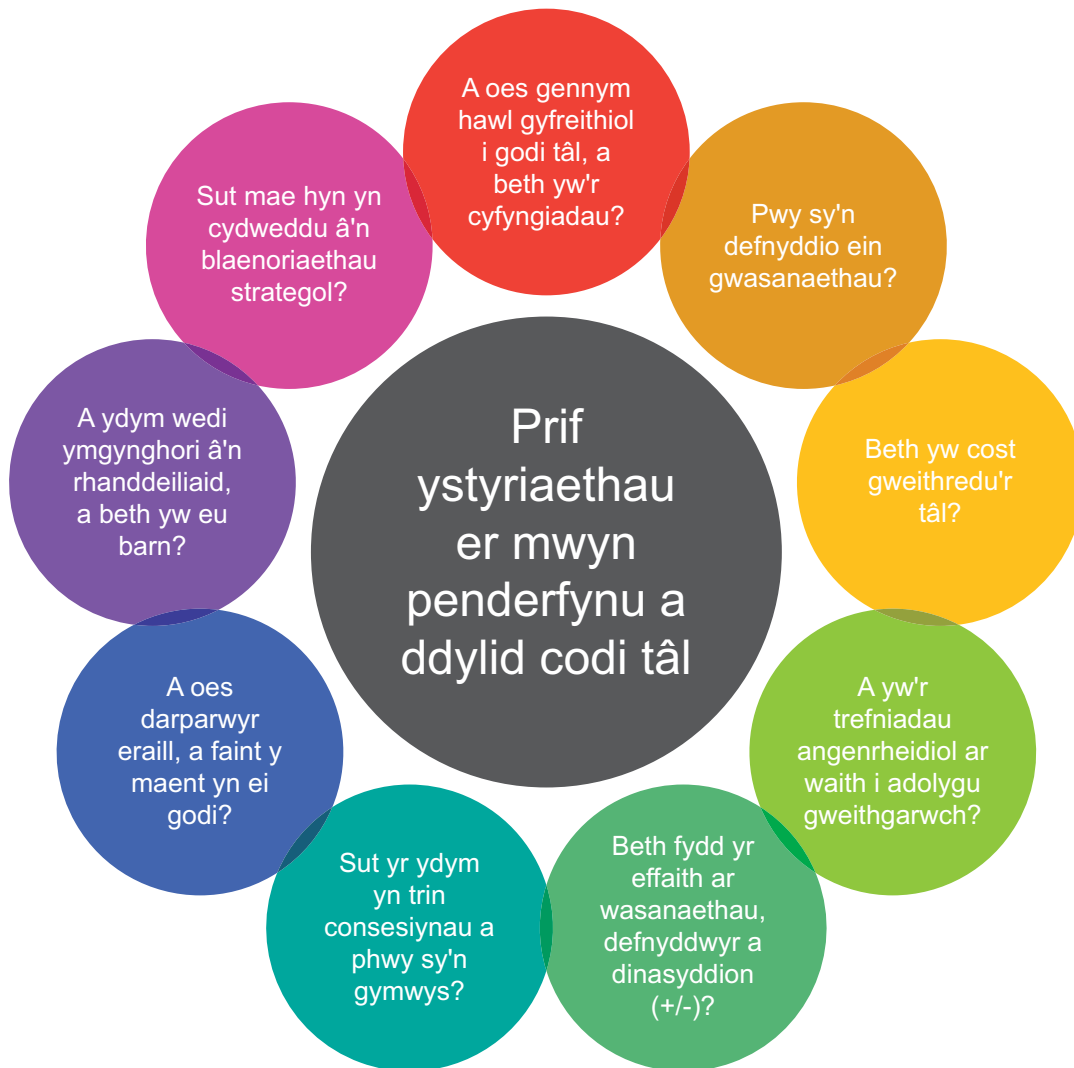 A oes gennym
hawl gyfreithiol
i godi tâl, a
beth yw'r
cyfyngiadau?
Pwy sy'n
defnyddio ein
gwasanaethau?
Beth yw cost
gweithredu'r
tâl?
A yw'r
trefniadau
angenrheidiol ar
waith i adolygu
gweithgarwch?
Beth fydd yr
effaith ar
wasanaethau,
defnyddwyr a
dinasyddion
(+/-)?
Sut yr ydym
yn trin
consesiynau a
phwy sy'n
gymwys?
A oes
darparwyr
eraill, a faint y
maent yn ei
godi?
A ydym wedi
ymgynghori â'n
rhanddeiliaid,
a beth yw eu
barn?
Sut mae hyn yn
cydweddu â'n
blaenoriaethau
strategol?
Prif
ystyriaethau
er mwyn
penderfynu a
ddylid codi tâl